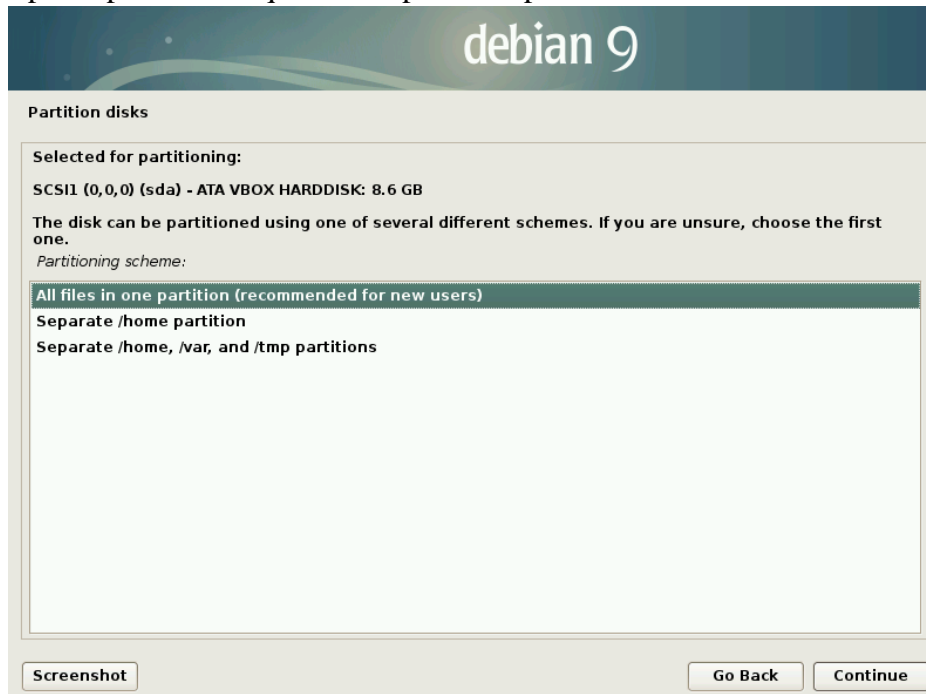 debian 9
Partition disks
Selected for partitioning:
SCSI1 (0,0,0) (sda) - ATA VBOX HARDDISK: 8.6 GB
The disk can be partitioned using one of several different schemes. If you are unsure, choose the first
one.
Partitioning scheme:
All files in one partition (recommended for new users)
Separate /home partition
Separate /home, /var, and /tmp partitions
Screenshot
Go Back
Continue